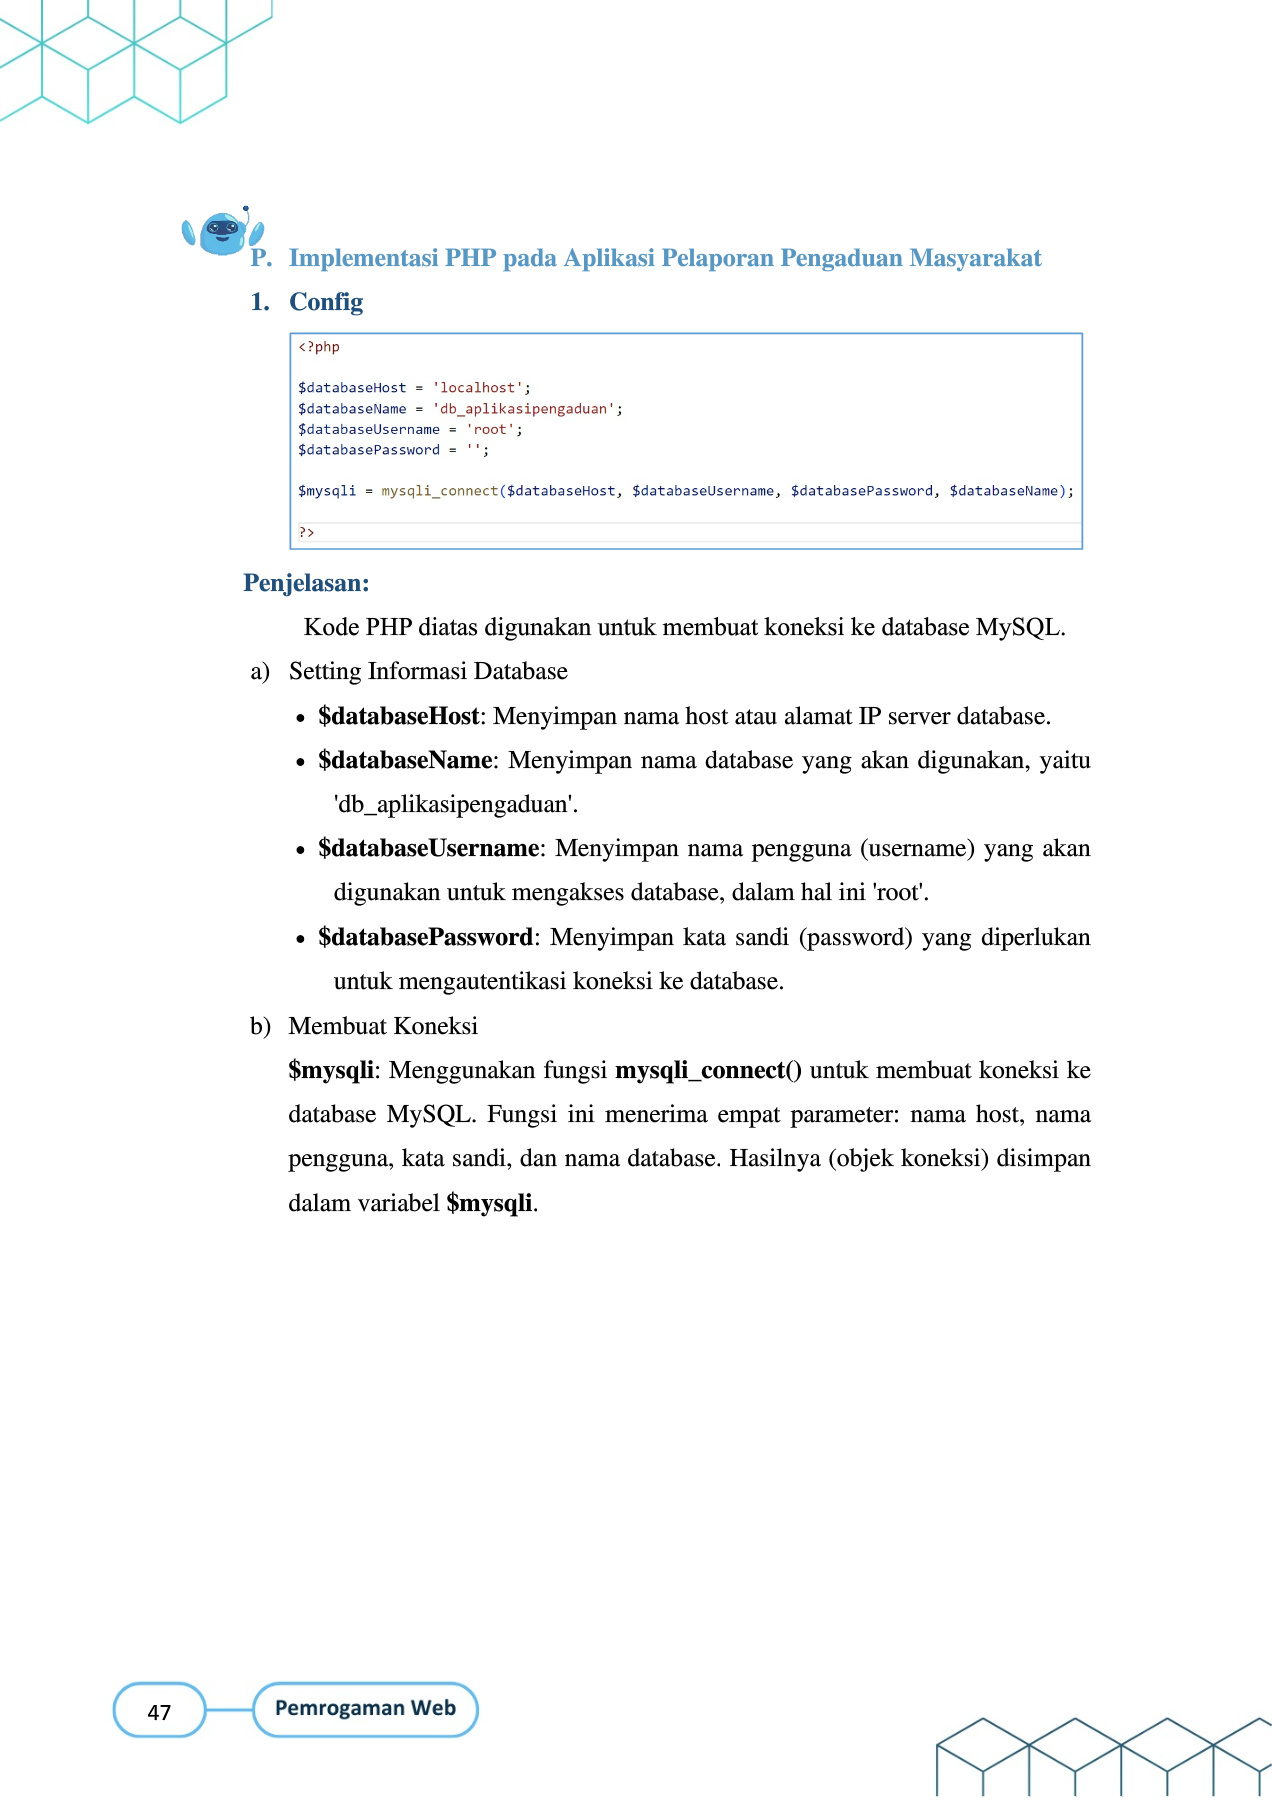 P. Implementasi PHP pada Aplikasi Pelaporan Pengaduan Masyarakat
1. Config
<?php
$databaseHost = 'localhost';
$databaseName = 'db_aplikasipengaduan';
$databaseUsername = 'root';
$databasePassword = '';
$mysqli = mysqli_connect($databaseHost, $databaseUsername, $databasePassword, $databaseName);
?>
Penjelasan:
Kode PHP diatas digunakan untuk membuat koneksi ke database MySQL.
a) Setting Informasi Database
• $databaseHost: Menyimpan nama host atau alamat IP server database.
• $databaseName: Menyimpan nama database yang akan digunakan, yaitu
'db_aplikasipengaduan'.
• $databaseUsername: Menyimpan nama pengguna (username) yang akan
digunakan untuk mengakses database, dalam hal ini 'root'.
• $databasePassword: Menyimpan kata sandi (password) yang diperlukan
untuk mengautentikasi koneksi ke database.
b) Membuat Koneksi
$mysqli: Menggunakan fungsi mysqli_connect() untuk membuat koneksi ke
database MySQL. Fungsi ini menerima empat parameter: nama host, nama
pengguna, kata sandi, dan nama database. Hasilnya (objek koneksi) disimpan
dalam variabel $mysqli.
47 Pemrogaman Web